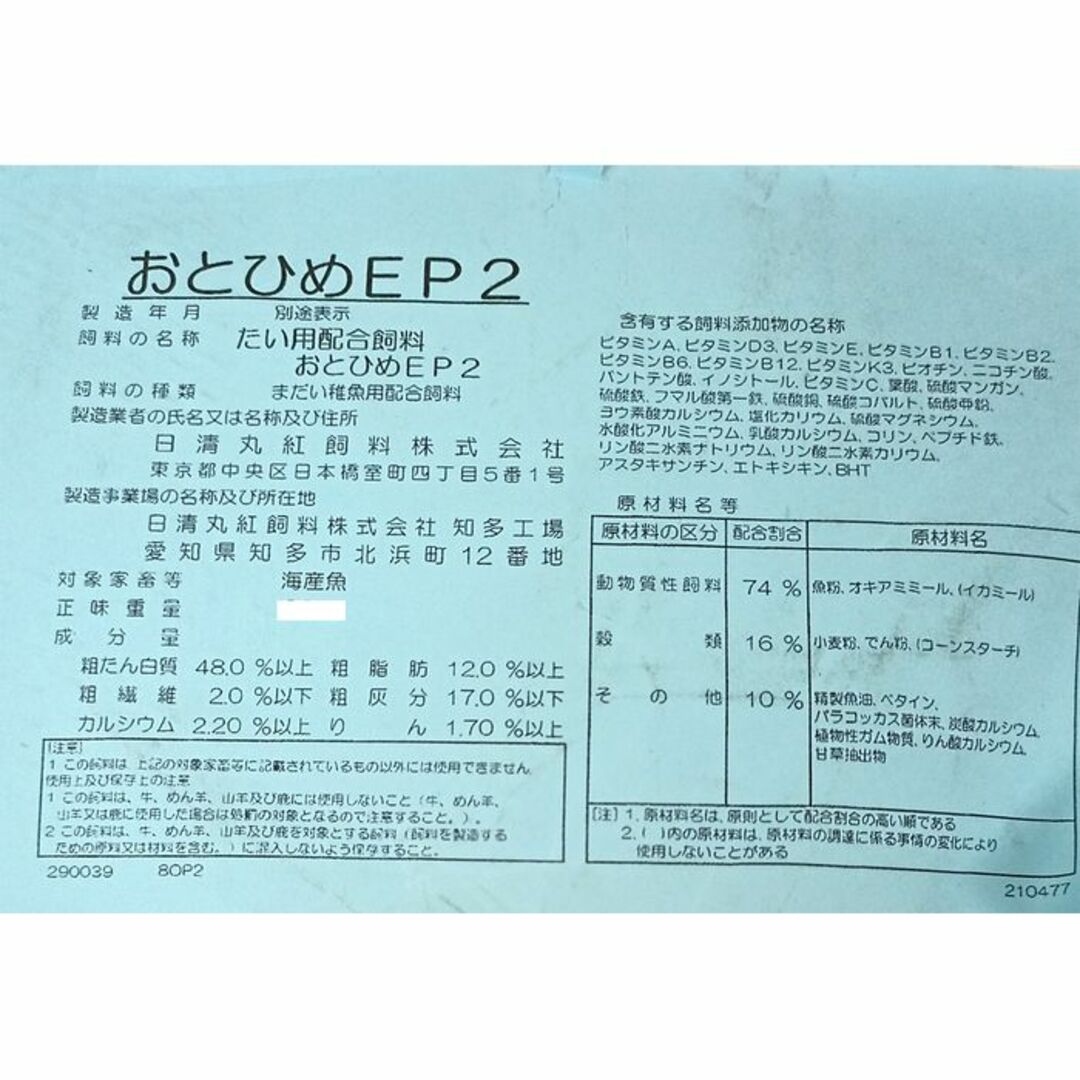 おとひめEP2
製造年月 別途表示
飼料の名称 たい用配合飼料
おとひめEP2
飼料の種類 まだい稚魚用配合飼料
製造業者の氏名又は名称及び住所
日清丸紅飼料株式会社
東京都中央区日本橋室町四丁目5番1号
製造事業場の名称及び所在地
日清丸紅飼料株式会社 知多工場
愛知県知多市北浜町12番地
対象家畜等 海産魚
正味重量
成分量
粗たん白質 48.0 %以上 粗脂肪 12.0 %以上
粗繊維 2.0 %以下 粗灰分 17.0 %以下
カルシウム 2.20 %以上 りん 1.70 %以上
(注意)
1 この飼料は、上記の対象家畜等に記載されているもの以外には使用できません。
使用上及び保存上の注意
1 この飼料は、牛、めん羊、山羊及び鹿には使用しないこと(牛、めん羊、
山羊又は鹿に使用した場合は処罰の対象となるので注意すること。)。
2 この飼料は、牛、めん羊、山羊及び鹿を対象とする飼料(飼料を製造する
ための原料又は材料を含む。)に混入しないよう保存すること。
290039 8OP2
含有する飼料添加物の名称
ビタミンA、ビタミンD3、ビタミンE、ビタミンB1、ビタミンB2、
ビタミンB6、ビタミンB12、ビタミンK3、ビオチン、ニコチン酸、
パントテン酸、イノシトール、ビタミンC、葉酸、硫酸マンガン、
硫酸鉄、フマル酸第一鉄、硫酸銅、硫酸コバルト、硫酸亜鉛、
ヨウ素酸カルシウム、塩化カリウム、硫酸マグネシウム、
水酸化アルミニウム、乳酸カルシウム、コリン、ペプチド鉄、
リン酸二水素ナトリウム、リン酸二水素カリウム、
アスタキサンチン、エトキシキン、BHT
原材料名等
原材料の区分 配合割合 原材料名
動物質性飼料 74 % 魚粉、オキアミミール、(イカミール)
穀類 16 % 小麦粉、でん粉、(コーンスターチ)
その他 10 % 精製魚油、ベタイン、
パラコッカス菌体末、炭酸カルシウム、
植物性ガム物質、りん酸カルシウム、
甘草抽出物
[注] 1. 原材料名は、原則として配合割合の高い順である
2. ( )内の原材料は、原材料の調達に係る事情の変化により
使用しないことがある
210477